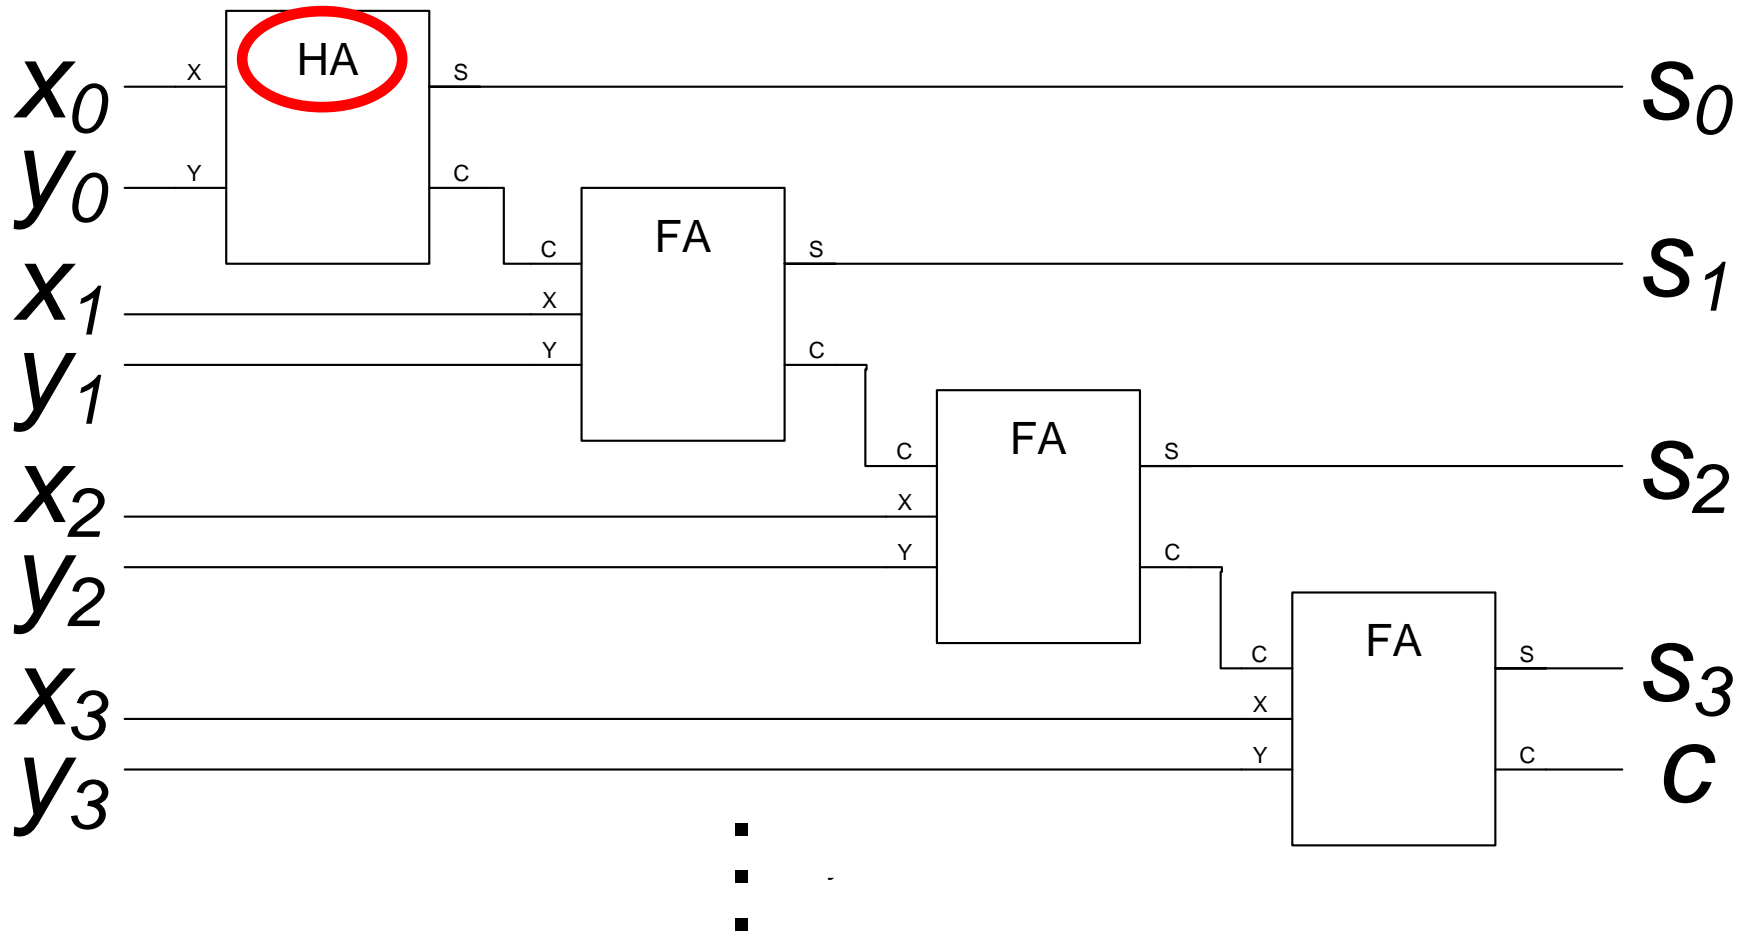 HA
x0 X S s0
y0 Y C
FA
C S s1
x1 X
y1 Y C
FA
C S s2
x2 X
y2 Y C
FA
C S s3
x3 X
y3 Y C c